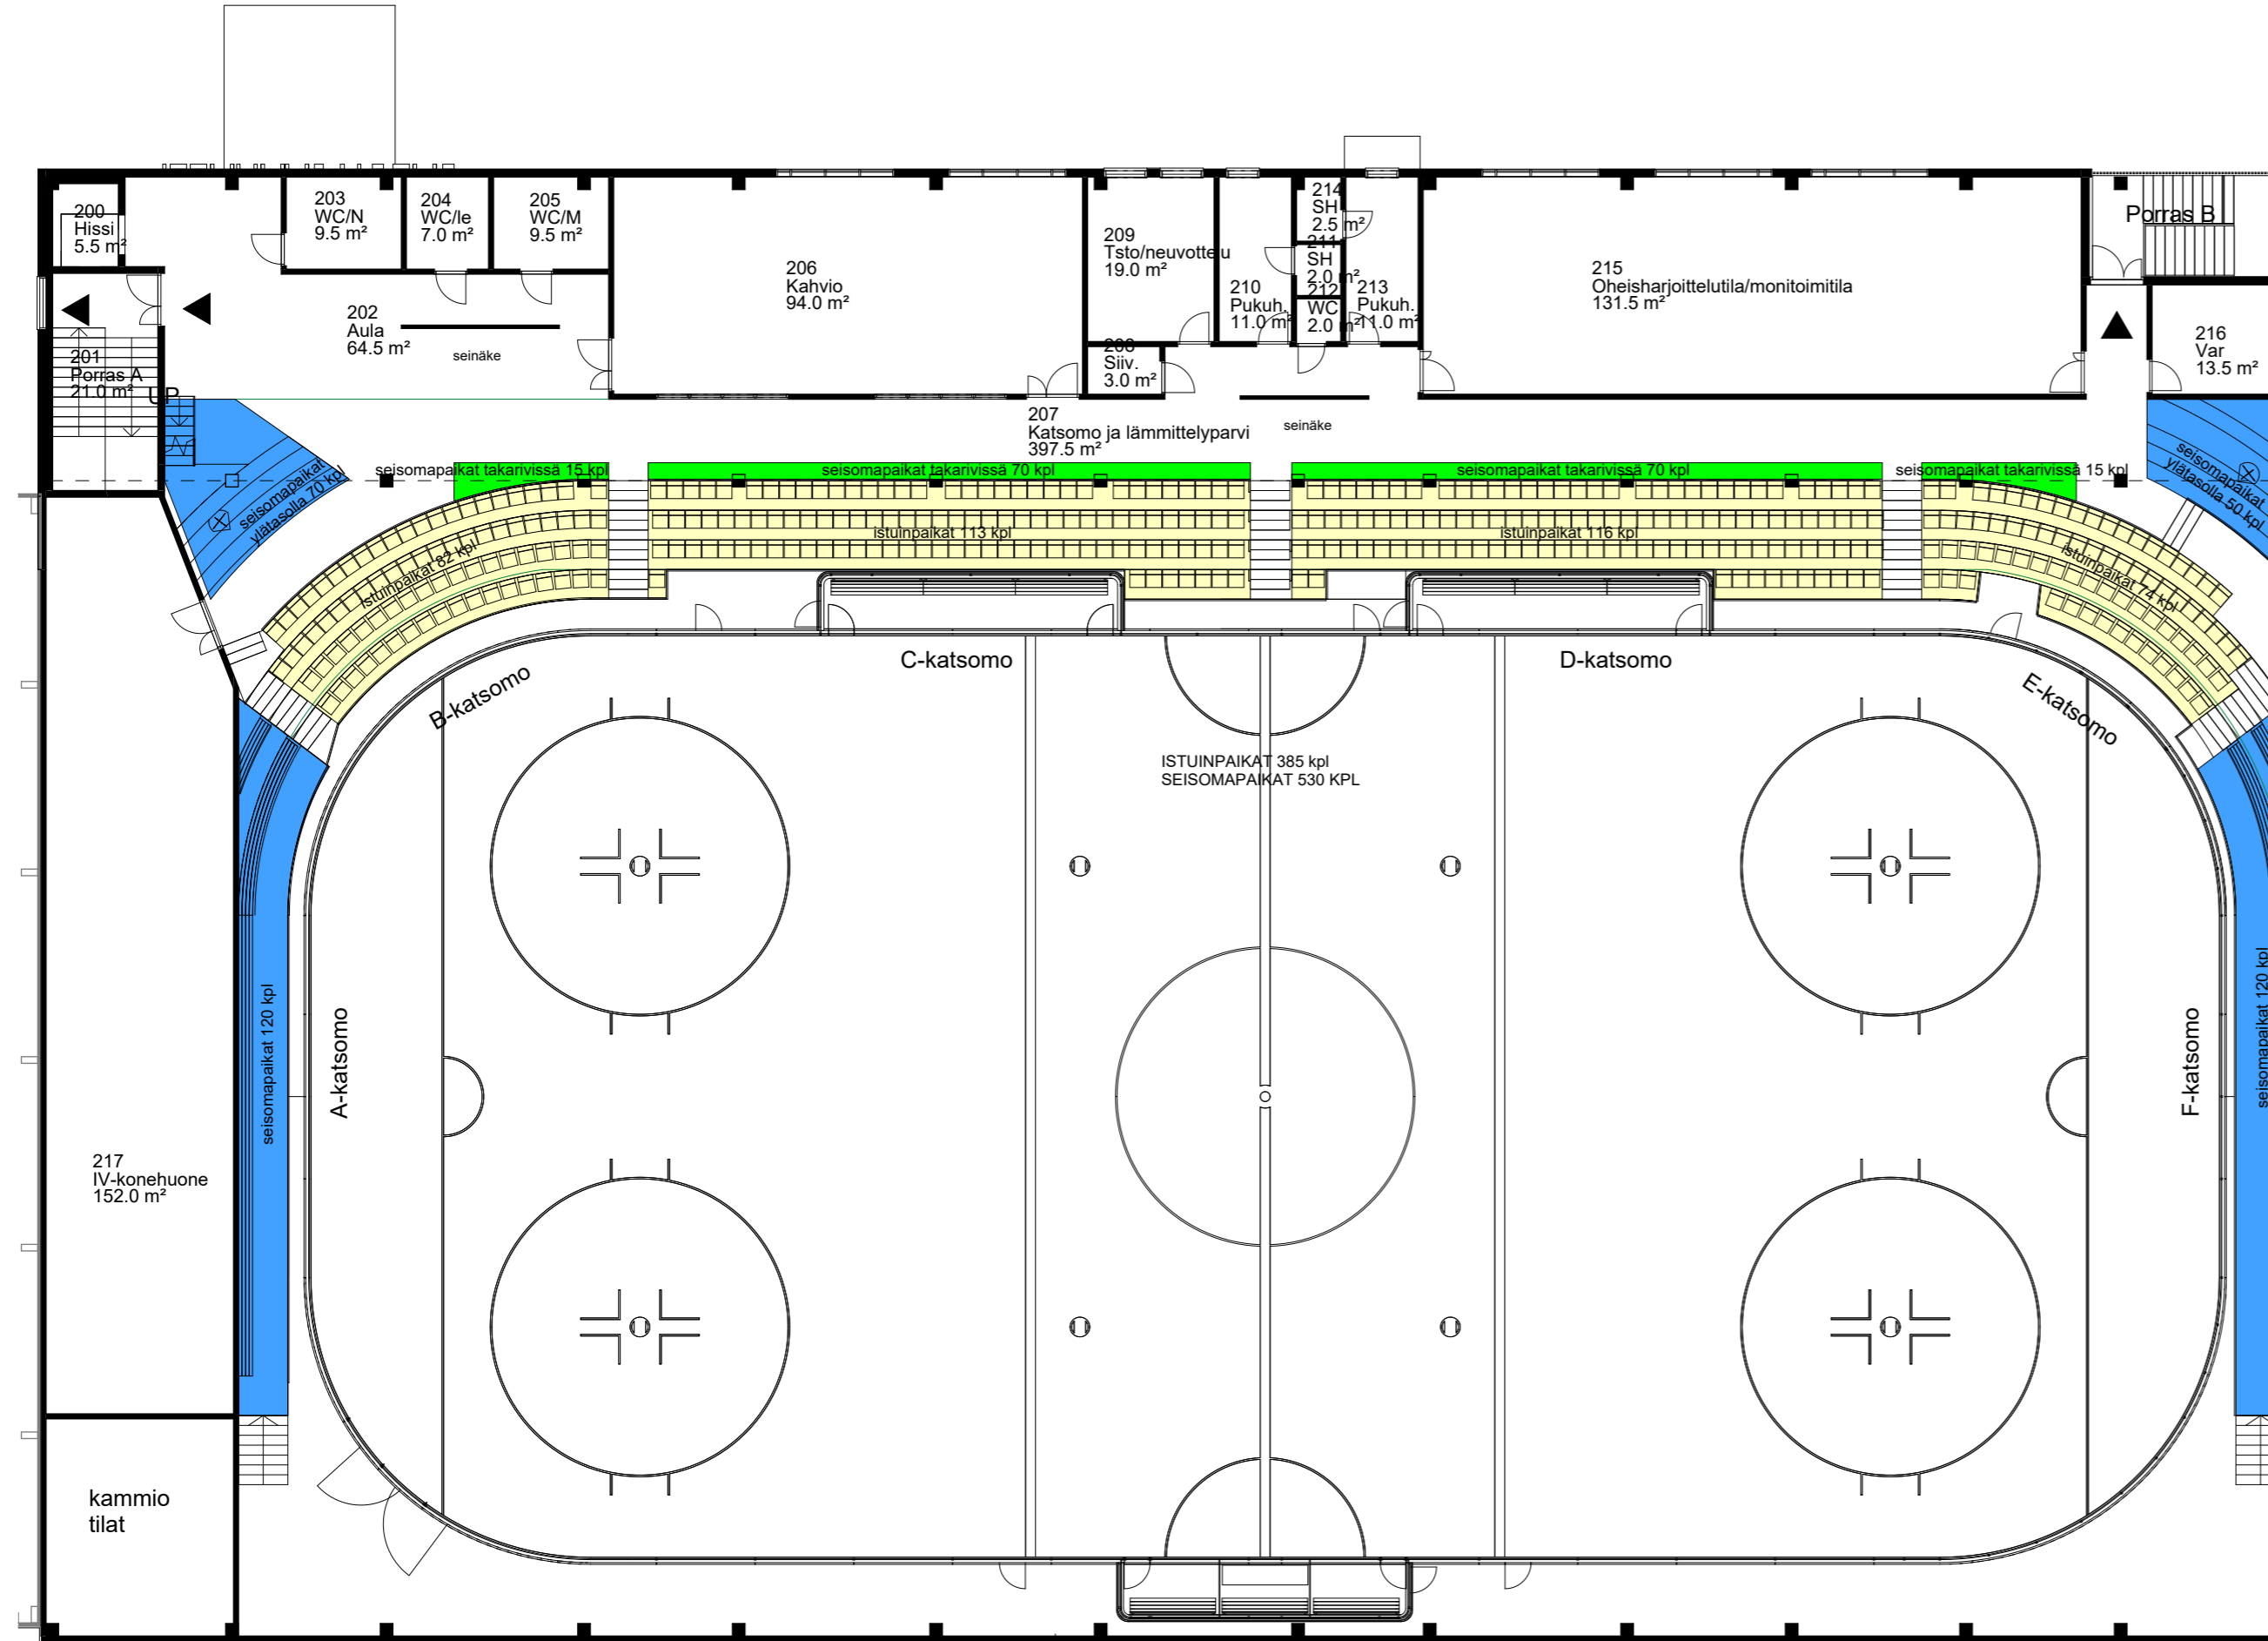 200
Hissi
5.5 m²
201
Porras A
21.0 m²
UP
202
Aula
64.5 m²
seinäke
203
WC/N
9.5 m²
204
WC/le
7.0 m²
205
WC/M
9.5 m²
206
Kahvio
94.0 m²
209
Tsto/neuvottelu
19.0 m²
208
Siiv.
3.0 m²
210
Pukuh.
11.0 m²
214
SH
2.5 m²
211
SH
2.0 m²
212
WC
2.0 m²
213
Pukuh.
11.0 m²
215
Oheisharjoittelutila/monitoimitila
131.5 m²
Porras B
216
Var
13.5 m²
207
Katsomo ja lämmittelyparvi
397.5 m²
seinäke
seisomapaikat
ylätasolla 70 kpl
seisomapaikat takarivissä 15 kpl
seisomapaikat takarivissä 70 kpl
seisomapaikat takarivissä 70 kpl
seisomapaikat takarivissä 15 kpl
seisomapaikat
ylätasolla 50 kpl
istuinpaikat 82 kpl
istuinpaikat 113 kpl
istuinpaikat 116 kpl
istuinpaikat 74 kpl
B-katsomo
C-katsomo
D-katsomo
E-katsomo
ISTUINPAIKAT 385 kpl
SEISOMAPAIKAT 530 KPL
seisomapaikat 120 kpl
A-katsomo
F-katsomo
seisomapaikat 120 kpl
217
IV-konehuone
152.0 m²
kammio
tilat